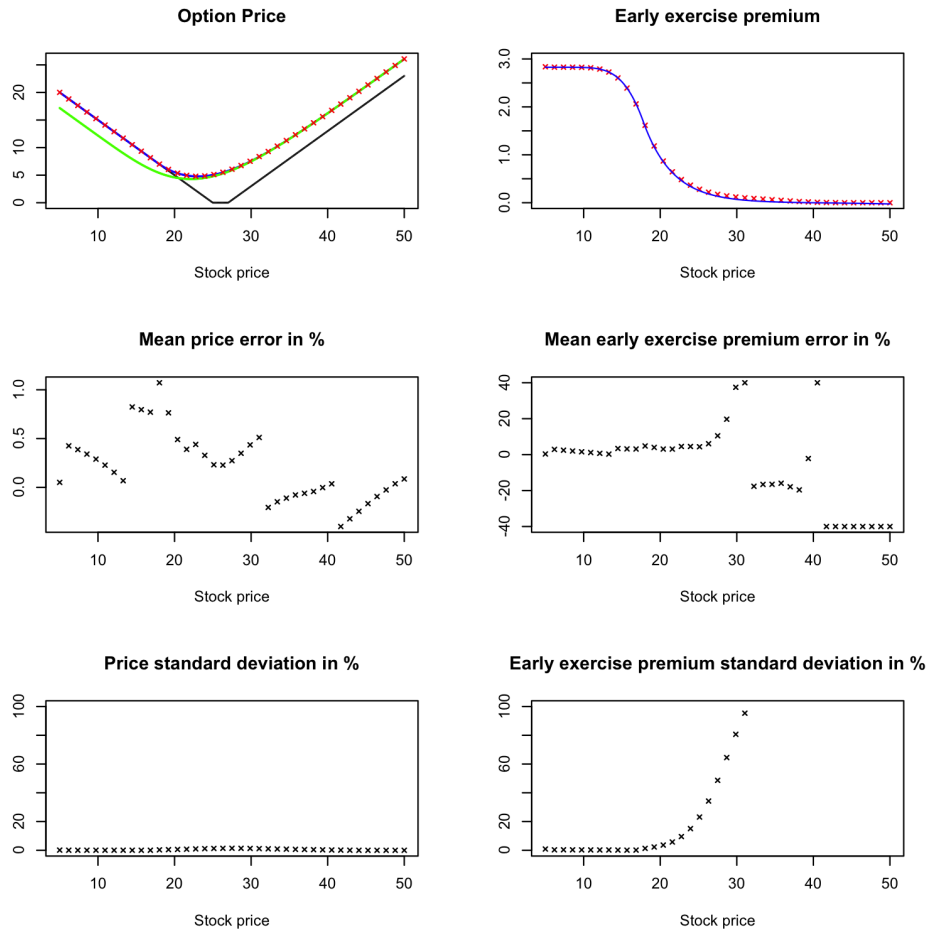 Option Price
0 5 10 20
10 20 30 40 50
Stock price
Early exercise premium
0.0 1.0 2.0 3.0
10 20 30 40 50
Stock price
Mean price error in %
0.0 0.5 1.0
10 20 30 40 50
Stock price
Mean early exercise premium error in %
-40 -20 0 20 40
10 20 30 40 50
Stock price
Price standard deviation in %
0 20 60 100
10 20 30 40 50
Stock price
Early exercise premium standard deviation in %
0 20 60 100
10 20 30 40 50
Stock price